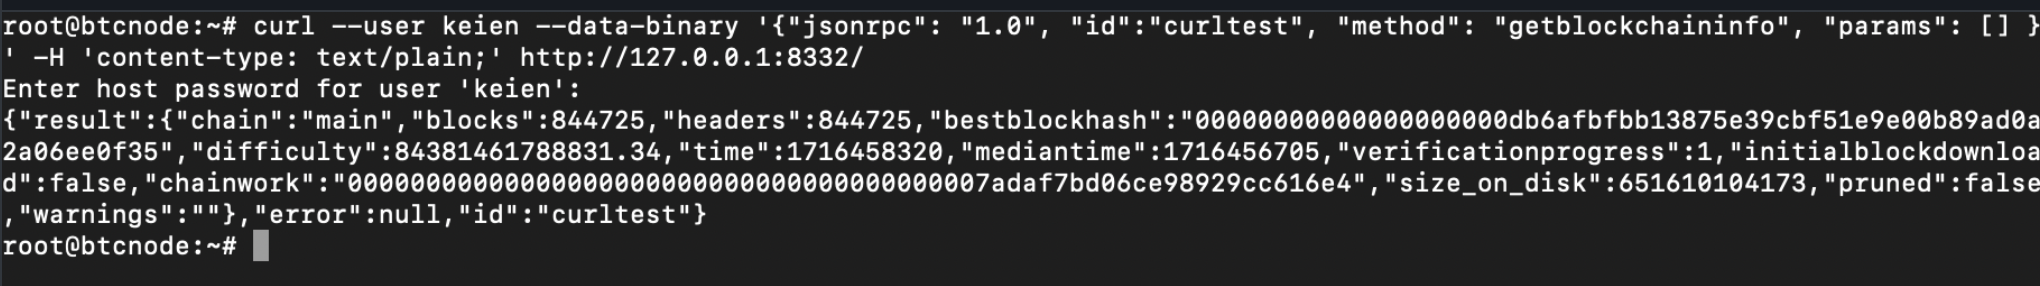 root@btcnode:~# curl --user keien --data-binary '{"jsonrpc": "1.0", "id":"curltest", "method": "getblockchaininfo", "params": [] }
' -H 'content-type: text/plain;' http://127.0.0.1:8332/
Enter host password for user 'keien':
{"result":{"chain":"main","blocks":844725,"headers":844725,"bestblockhash":"00000000000000000000db6afbfbb13875e39cbf51e9e00b89ad0a
2a06ee0f35","difficulty":84381461788831.34,"time":1716458320,"mediantime":1716456705,"verificationprogress":1,"initialblockdownloa
d":false,"chainwork":"00000000000000000000000000000000000000007adaf7bd06ce98929cc616e4","size_on_disk":651610104173,"pruned":false
,"warnings":""},"error":null,"id":"curltest"}
root@btcnode:~#